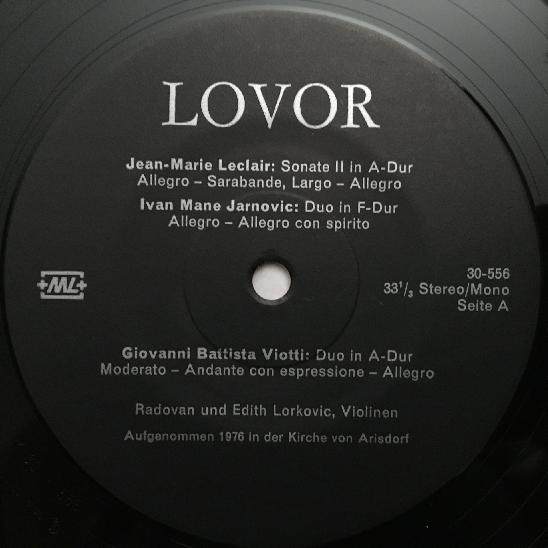 LOVOR
Jean-Marie Leclair: Sonate II in A-Dur
Allegro – Sarabande, Largo – Allegro
Ivan Mane Jarnovic: Duo in F-Dur
Allegro – Allegro con spirito
ML
30-556
33⅓ Stereo/Mono
Seite A
Giovanni Battista Viotti: Duo in A-Dur
Moderato – Andante con espressione – Allegro
Radovan und Edith Lorkovic, Violinen
Aufgenommen 1976 in der Kirche von Arisdorf